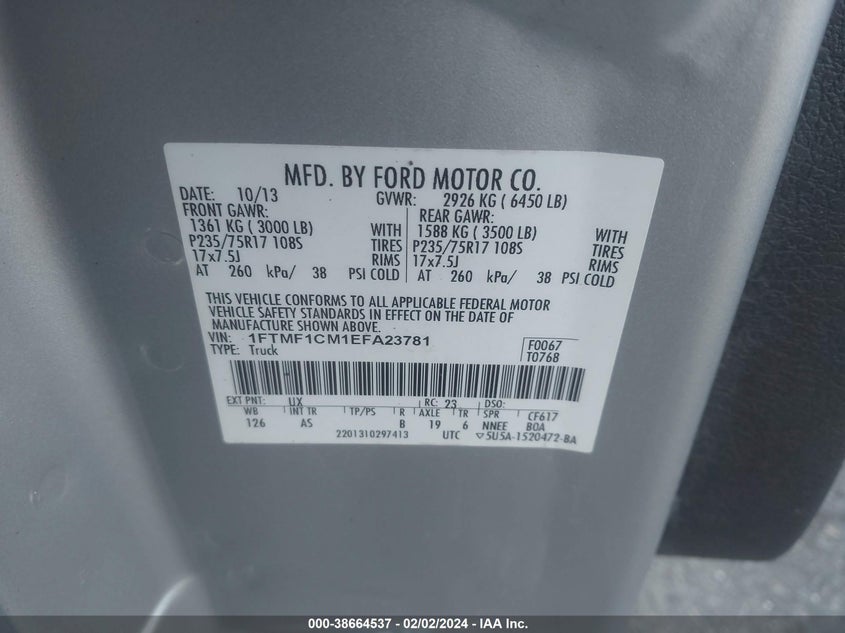 MFD. BY FORD MOTOR CO.
DATE: 10/13 GVWR: 2926 KG ( 6450 LB)
FRONT GAWR: REAR GAWR:
1361 KG ( 3000 LB) WITH 1588 KG ( 3500 LB) WITH
P235/75R17 108S TIRES P235/75R17 108S TIRES
17x7.5J RIMS 17x7.5J RIMS
AT 260 kPa/ 38 PSI COLD AT 260 kPa/ 38 PSI COLD
THIS VEHICLE CONFORMS TO ALL APPLICABLE FEDERAL MOTOR
VEHICLE SAFETY STANDARDS IN EFFECT ON THE DATE OF
MANUFACTURE SHOWN ABOVE.
VIN: 1FTMF1CM1EFA23781 F0067
TYPE: Truck T0768
EXT PNT: UX RC: 23 DSO:
WB INT TR TP/PS R AXLE TR SPR CF617
126 AS B 19 6 NNEE BOA
2201310297413 UTC ▽5U5A-1520472-BA
000-38664537 - 02/02/2024 - IAA Inc.